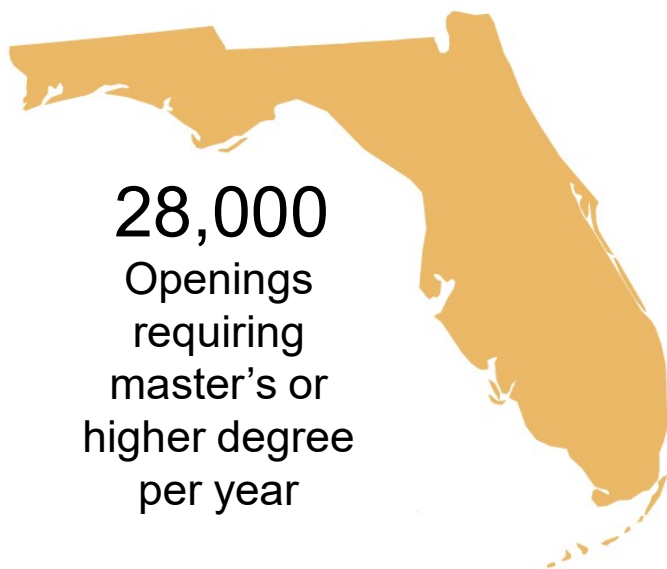 28,000
Openings
requiring
master’s or
higher degree
per year